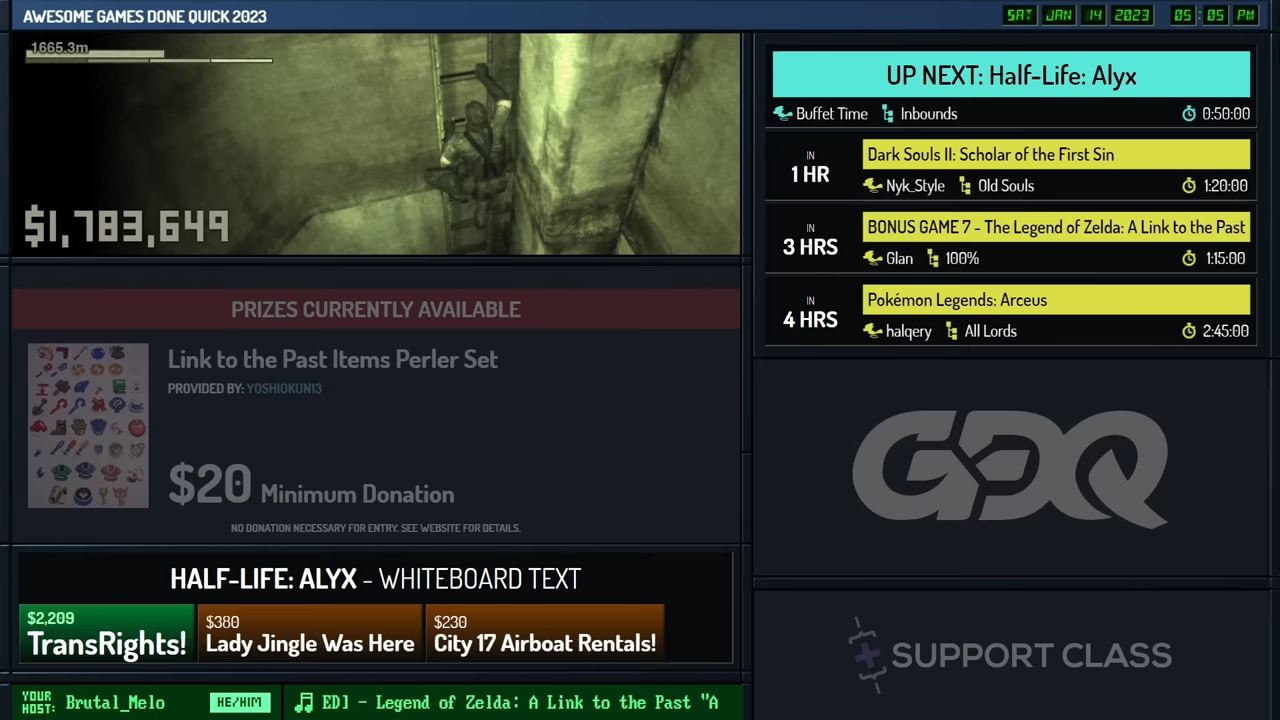 AWESOME GAMES DONE QUICK 2023
SAT JAN 14 2023 05:05 PM
1665.3m
$1,783,649
UP NEXT: Half-Life: Alyx
Buffet Time Inbounds 0:50:00
IN
1 HR
Dark Souls II: Scholar of the First Sin
Nyk_Style Old Souls 1:20:00
IN
3 HRS
BONUS GAME 7 - The Legend of Zelda: A Link to the Past
Glan 100% 1:15:00
IN
4 HRS
Pokémon Legends: Arceus
halqery All Lords 2:45:00
PRIZES CURRENTLY AVAILABLE
Link to the Past Items Perler Set
PROVIDED BY: YOSHIOKUN13
$20 Minimum Donation
NO DONATION NECESSARY FOR ENTRY. SEE WEBSITE FOR DETAILS.
GDQ
HALF-LIFE: ALYX - WHITEBOARD TEXT
$2,209
TransRights!
$380
Lady Jingle Was Here
$230
City 17 Airboat Rentals!
SUPPORT CLASS
YOUR HOST: Brutal_Melo HE/HIM
ED] - Legend of Zelda: A Link to the Past "A